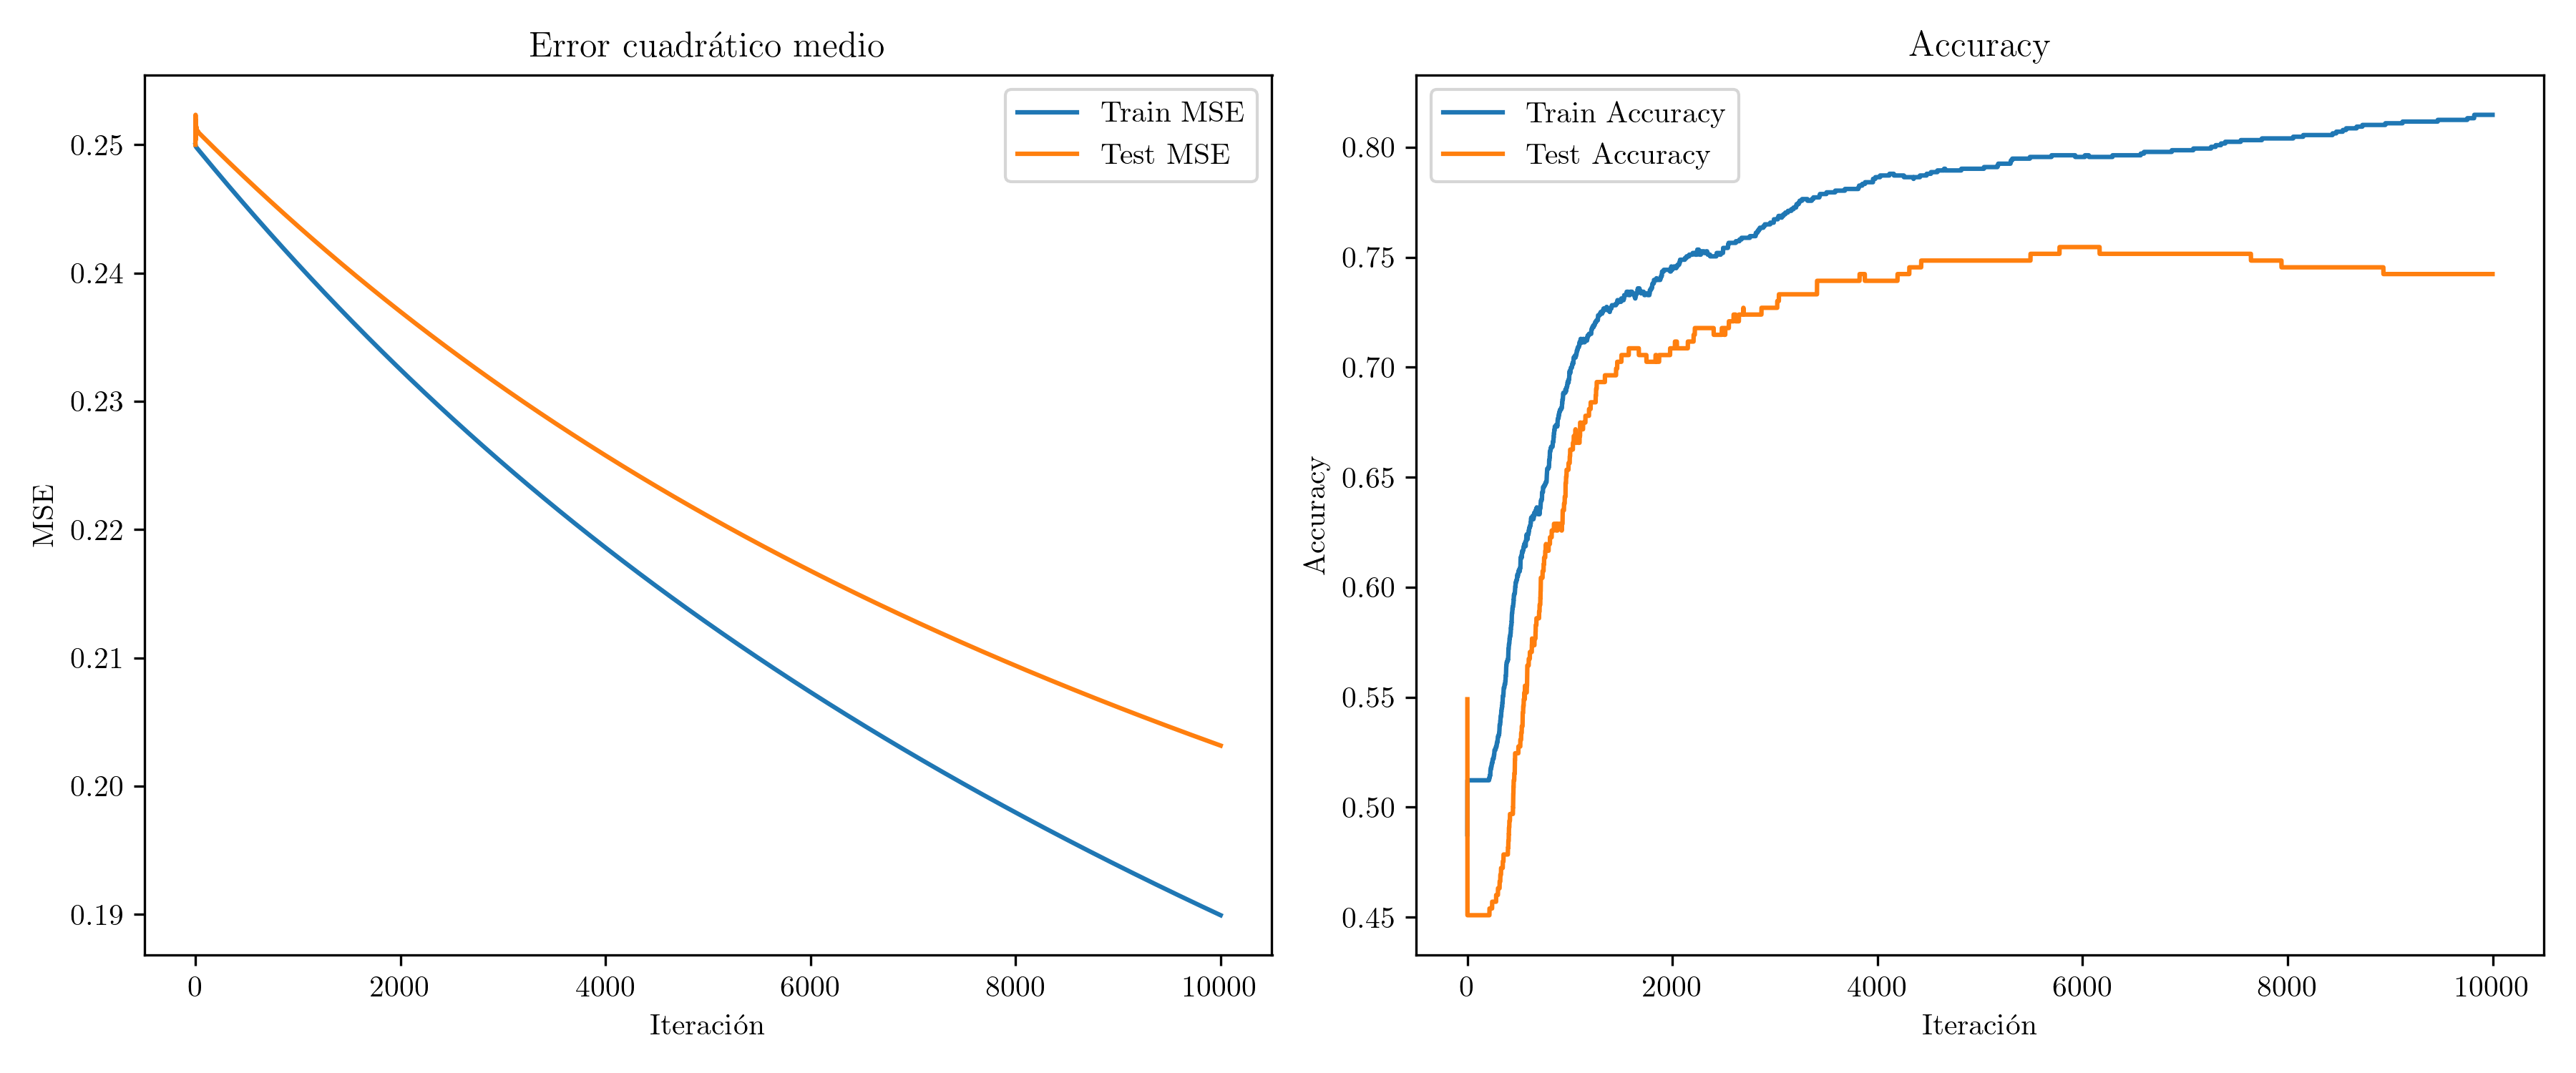 Error cuadrático medio
Train MSE
Test MSE
MSE
0.25
0.24
0.23
0.22
0.21
0.20
0.19
0 2000 4000 6000 8000 10000
Iteración
Accuracy
Train Accuracy
Test Accuracy
Accuracy
0.80
0.75
0.70
0.65
0.60
0.55
0.50
0.45
0 2000 4000 6000 8000 10000
Iteración